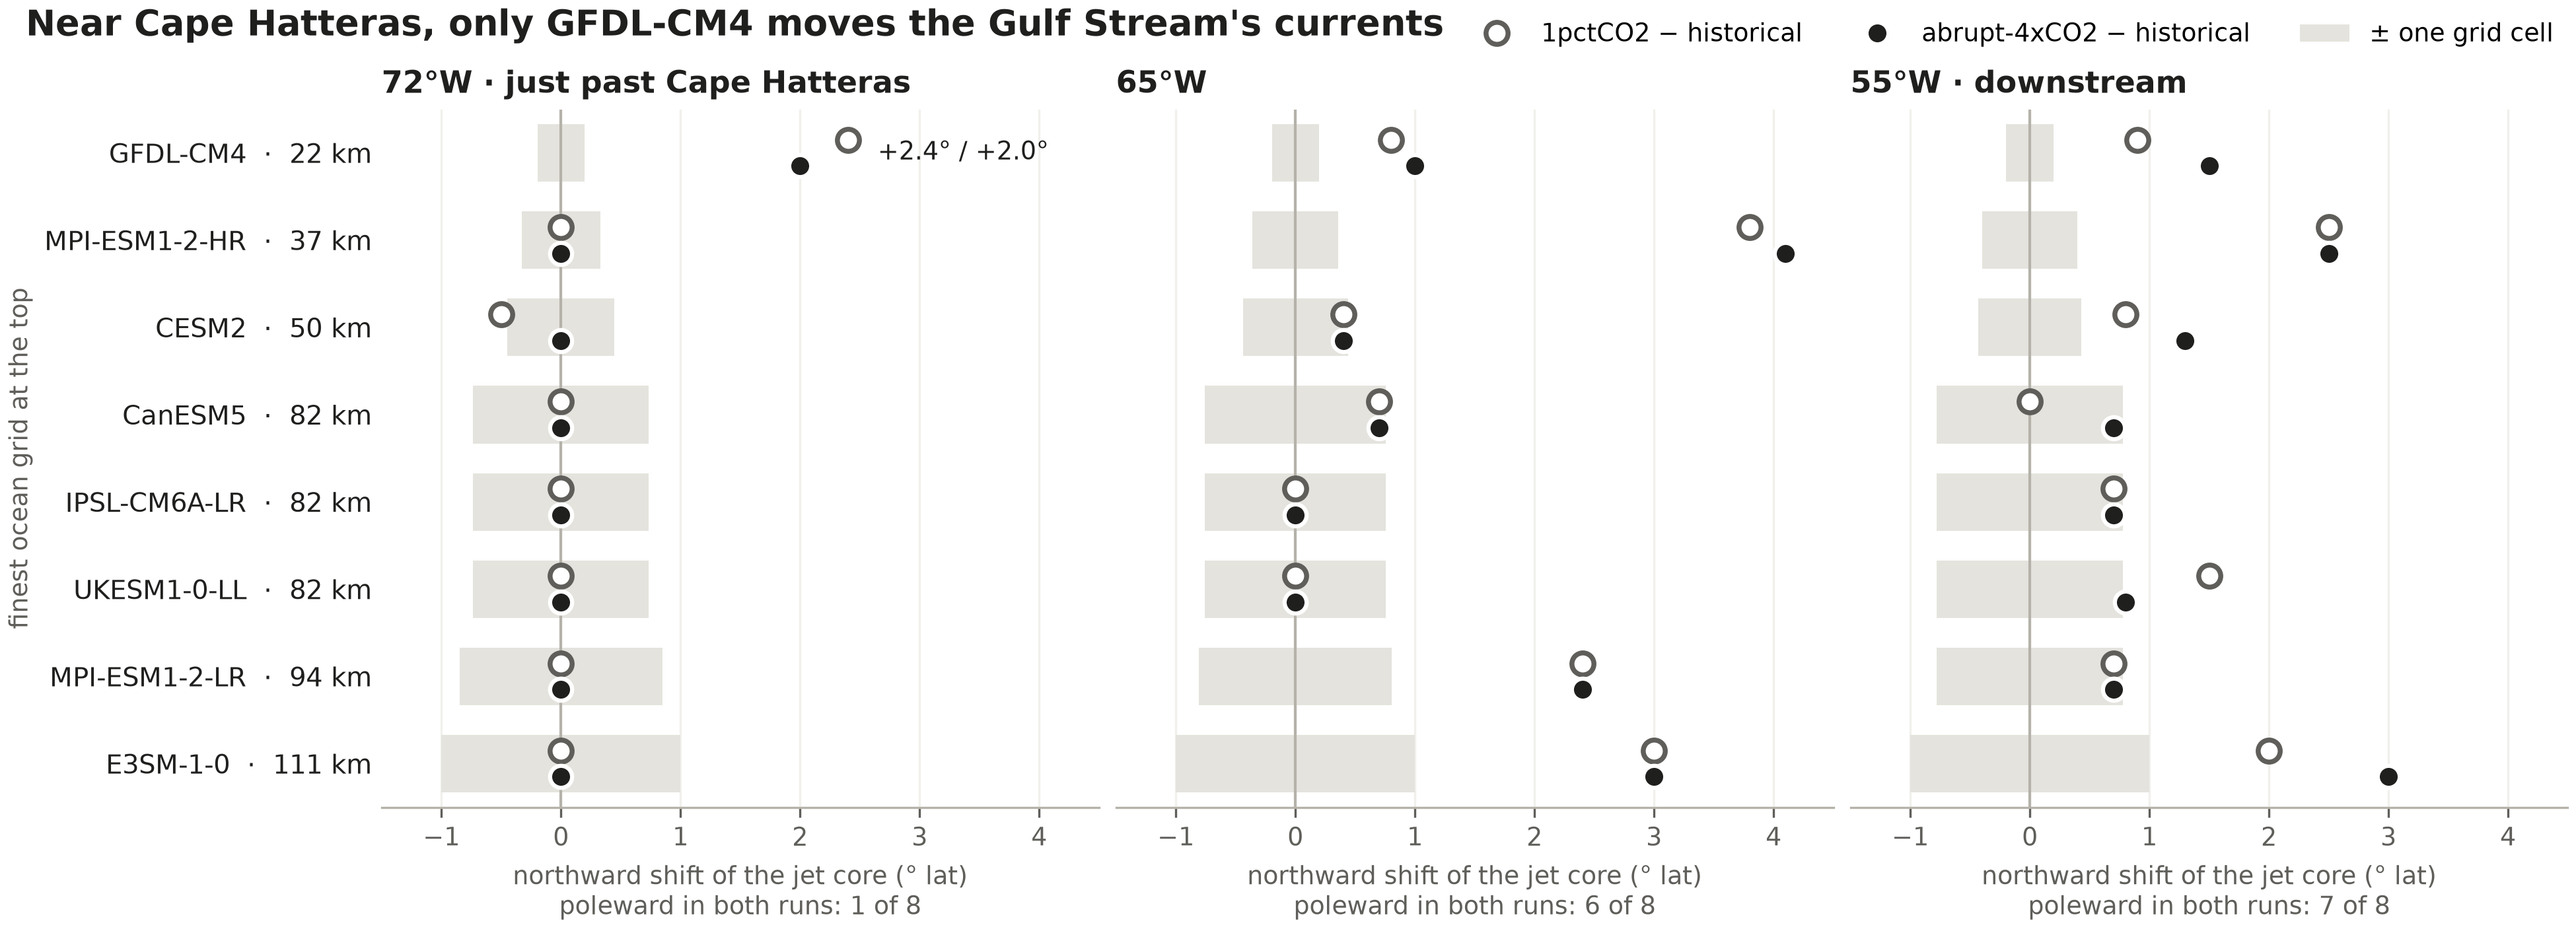 Near Cape Hatteras, only GFDL-CM4 moves the Gulf Stream's currents
1pctCO2 − historical
abrupt-4xCO2 − historical
± one grid cell
72°W · just past Cape Hatteras
65°W
55°W · downstream
finest ocean grid at the top
GFDL-CM4 · 22 km
+2.4° / +2.0°
MPI-ESM1-2-HR · 37 km
CESM2 · 50 km
CanESM5 · 82 km
IPSL-CM6A-LR · 82 km
UKESM1-0-LL · 82 km
MPI-ESM1-2-LR · 94 km
E3SM-1-0 · 111 km
−1 0 1 2 3 4
−1 0 1 2 3 4
−1 0 1 2 3 4
northward shift of the jet core (° lat)
poleward in both runs: 1 of 8
northward shift of the jet core (° lat)
poleward in both runs: 6 of 8
northward shift of the jet core (° lat)
poleward in both runs: 7 of 8